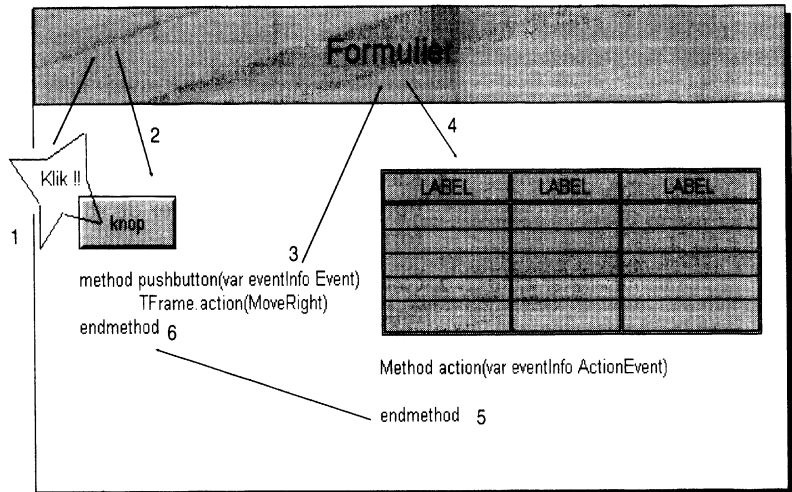 Formulier
2
4
LABEL LABEL LABEL
Klik !!
knop
1
3
method pushbutton(var eventInfo Event)
TFrame.action(MoveRight)
endmethod 6
Method action(var eventInfo ActionEvent)
endmethod 5